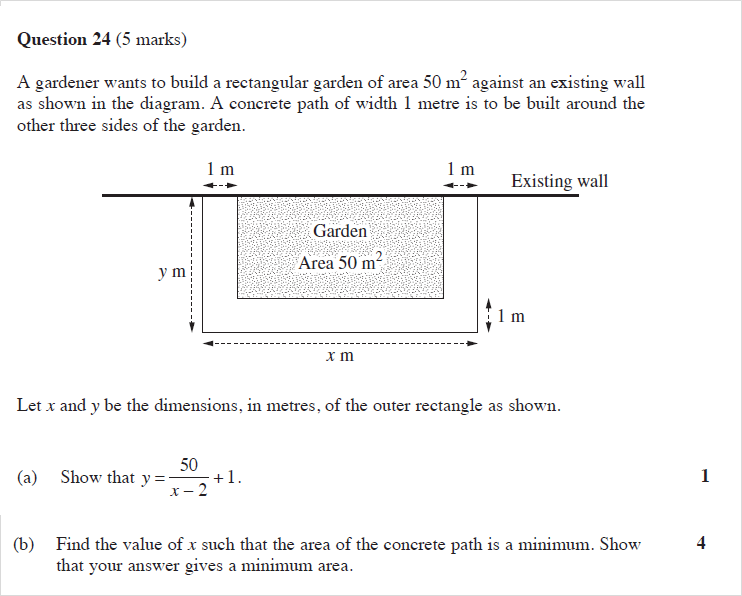 Question 24 (5 marks)
A gardener wants to build a rectangular garden of area 50 m² against an existing wall
as shown in the diagram. A concrete path of width 1 metre is to be built around the
other three sides of the garden.
1 m
1 m
Existing wall
Garden
Area 50 m²
y m
1 m
x m
Let x and y be the dimensions, in metres, of the outer rectangle as shown.
(a) Show that y = 50/(x − 2) + 1. 1
(b) Find the value of x such that the area of the concrete path is a minimum. Show 4
that your answer gives a minimum area.